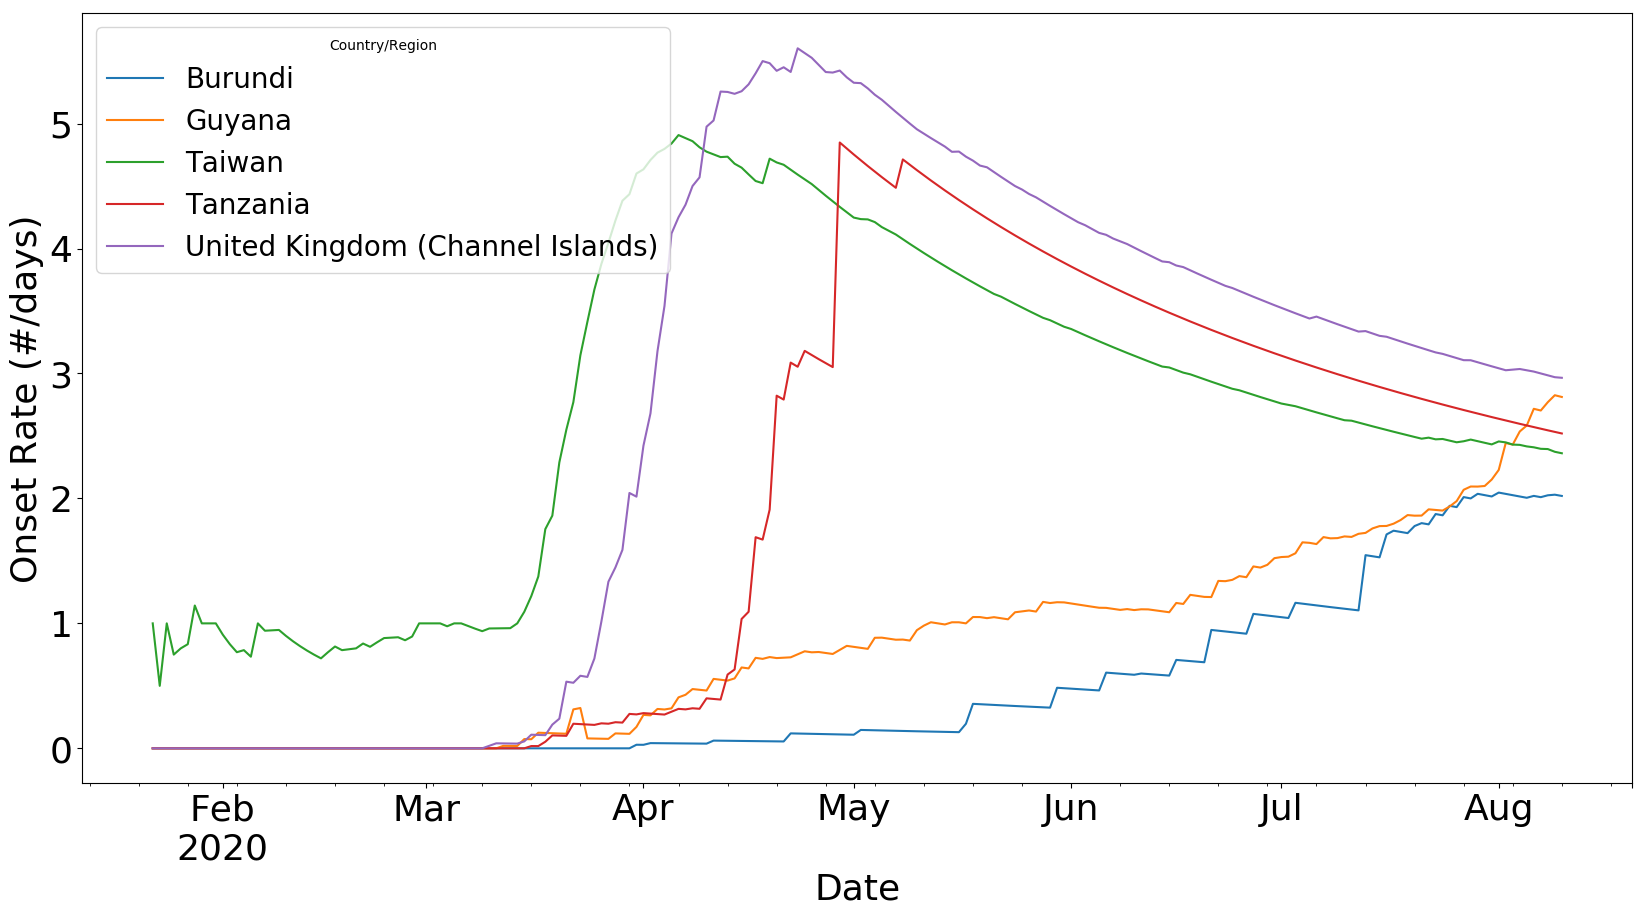 Country/Region
Burundi
Guyana
Taiwan
Tanzania
United Kingdom (Channel Islands)
Onset Rate (#/days)
5
4
3
2
1
0
Feb Mar Apr May Jun Jul Aug
2020
Date